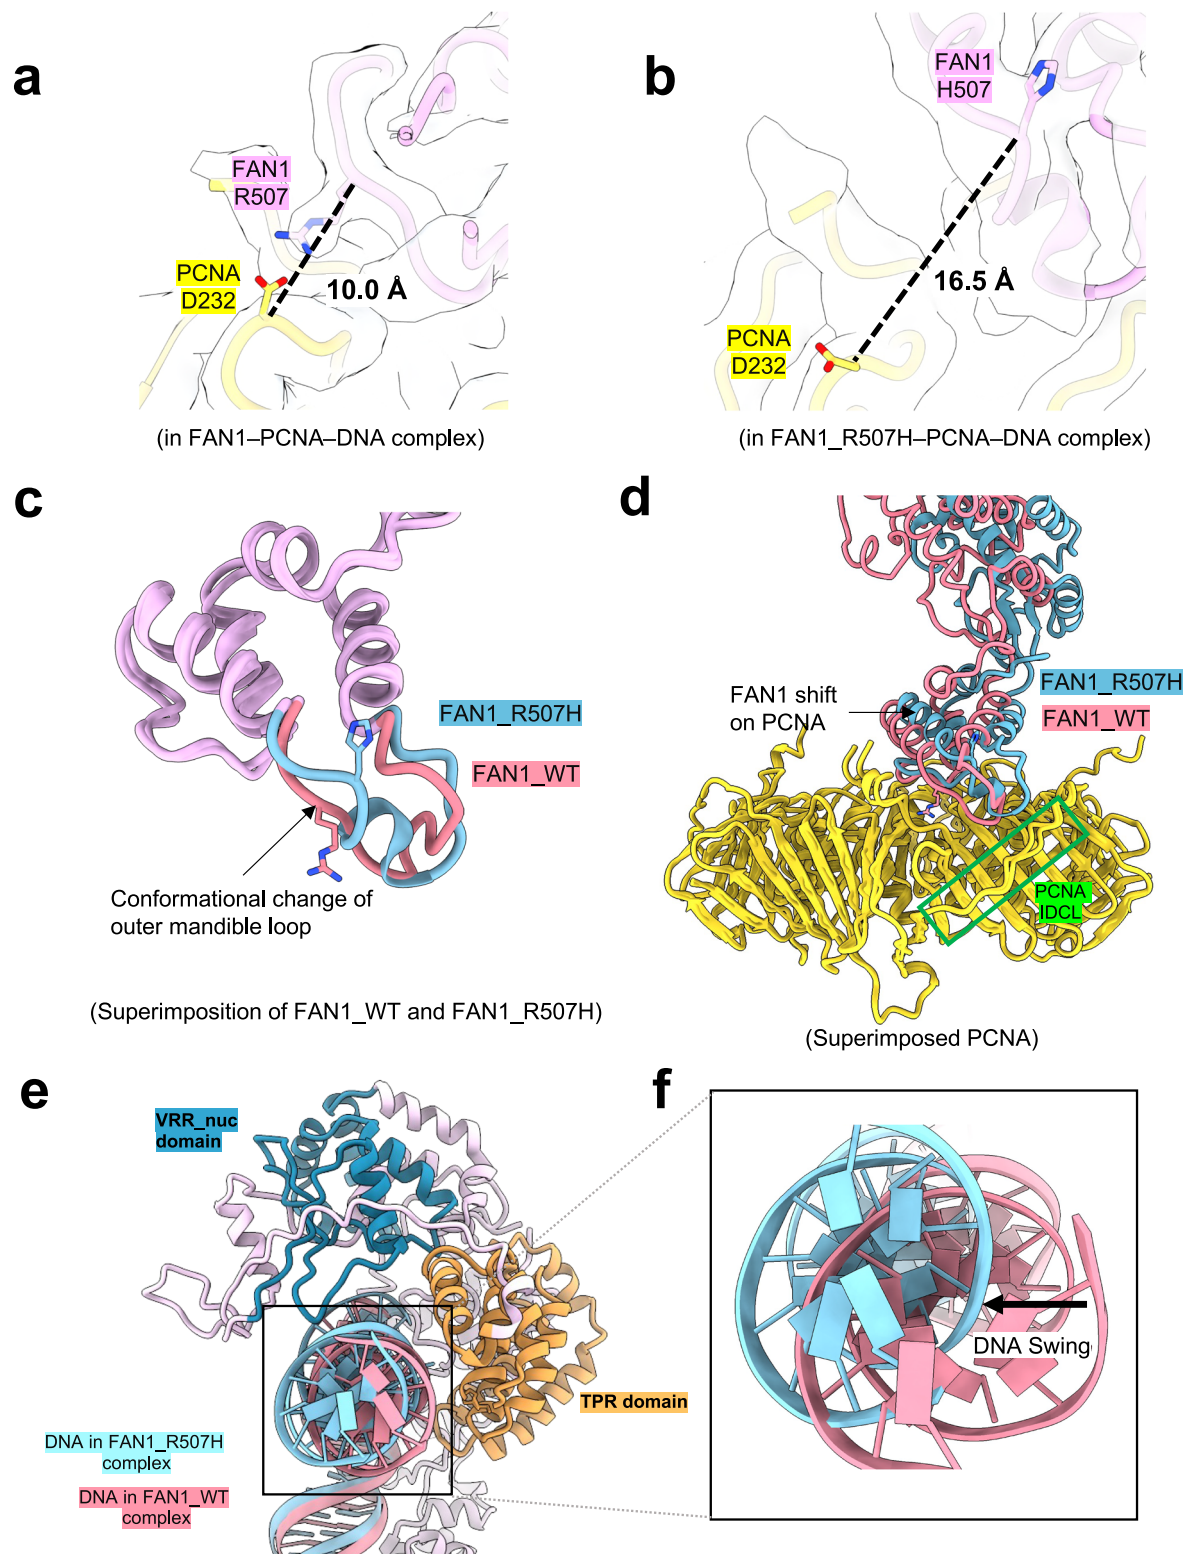 a
FAN1
R507
PCNA
D232
10.0 Å
(in FAN1–PCNA–DNA complex)
b
FAN1
H507
16.5 Å
PCNA
D232
(in FAN1_R507H–PCNA–DNA complex)
c
FAN1_R507H
FAN1_WT
Conformational change of
outer mandible loop
(Superimposition of FAN1_WT and FAN1_R507H)
d
FAN1 shift
on PCNA
FAN1_R507H
FAN1_WT
PCNA
IDCL
(Superimposed PCNA)
e
VRR_nuc
domain
TPR domain
DNA in FAN1_R507H
complex
DNA in FAN1_WT
complex
f
DNA Swing